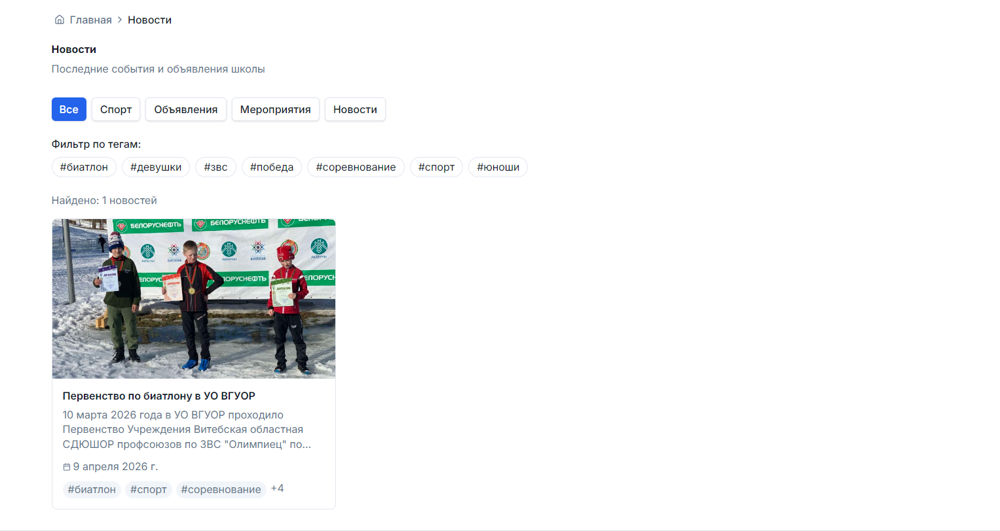 Главная > Новости
Новости
Последние события и объявления школы
Все Спорт Объявления Мероприятия Новости
Фильтр по тегам:
#биатлон #девушки #звс #победа #соревнование #спорт #юноши
Найдено: 1 новостей
БЕЛОРУСНЕФТЬ БЕЛОРУСНЕФТЬ
РАЎБІЧЫ РАЎБІЧЫ РАЎБІЧЫ
ДИПЛОМ ДИПЛОМ ДИПЛОМ
Первенство по биатлону в УО ВГУОР
10 марта 2026 года в УО ВГУОР проходило
Первенство Учреждения Витебская областная
СДЮШОР профсоюзов по ЗВС "Олимпиец" по...
9 апреля 2026 г.
#биатлон #спорт #соревнование +4